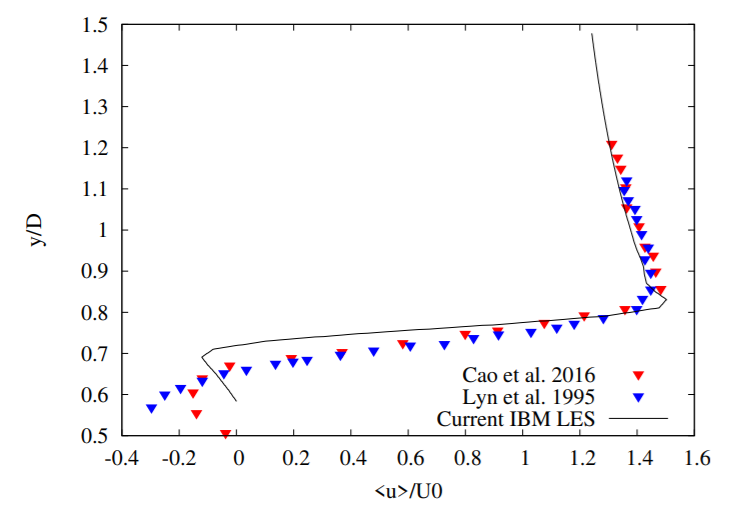 1.5
1.4
1.3
1.2
1.1
1
0.9
0.8
0.7
0.6
0.5
y/D
Cao et al. 2016
Lyn et al. 1995
Current IBM LES
-0.4 -0.2 0 0.2 0.4 0.6 0.8 1 1.2 1.4 1.6
<u>/U0